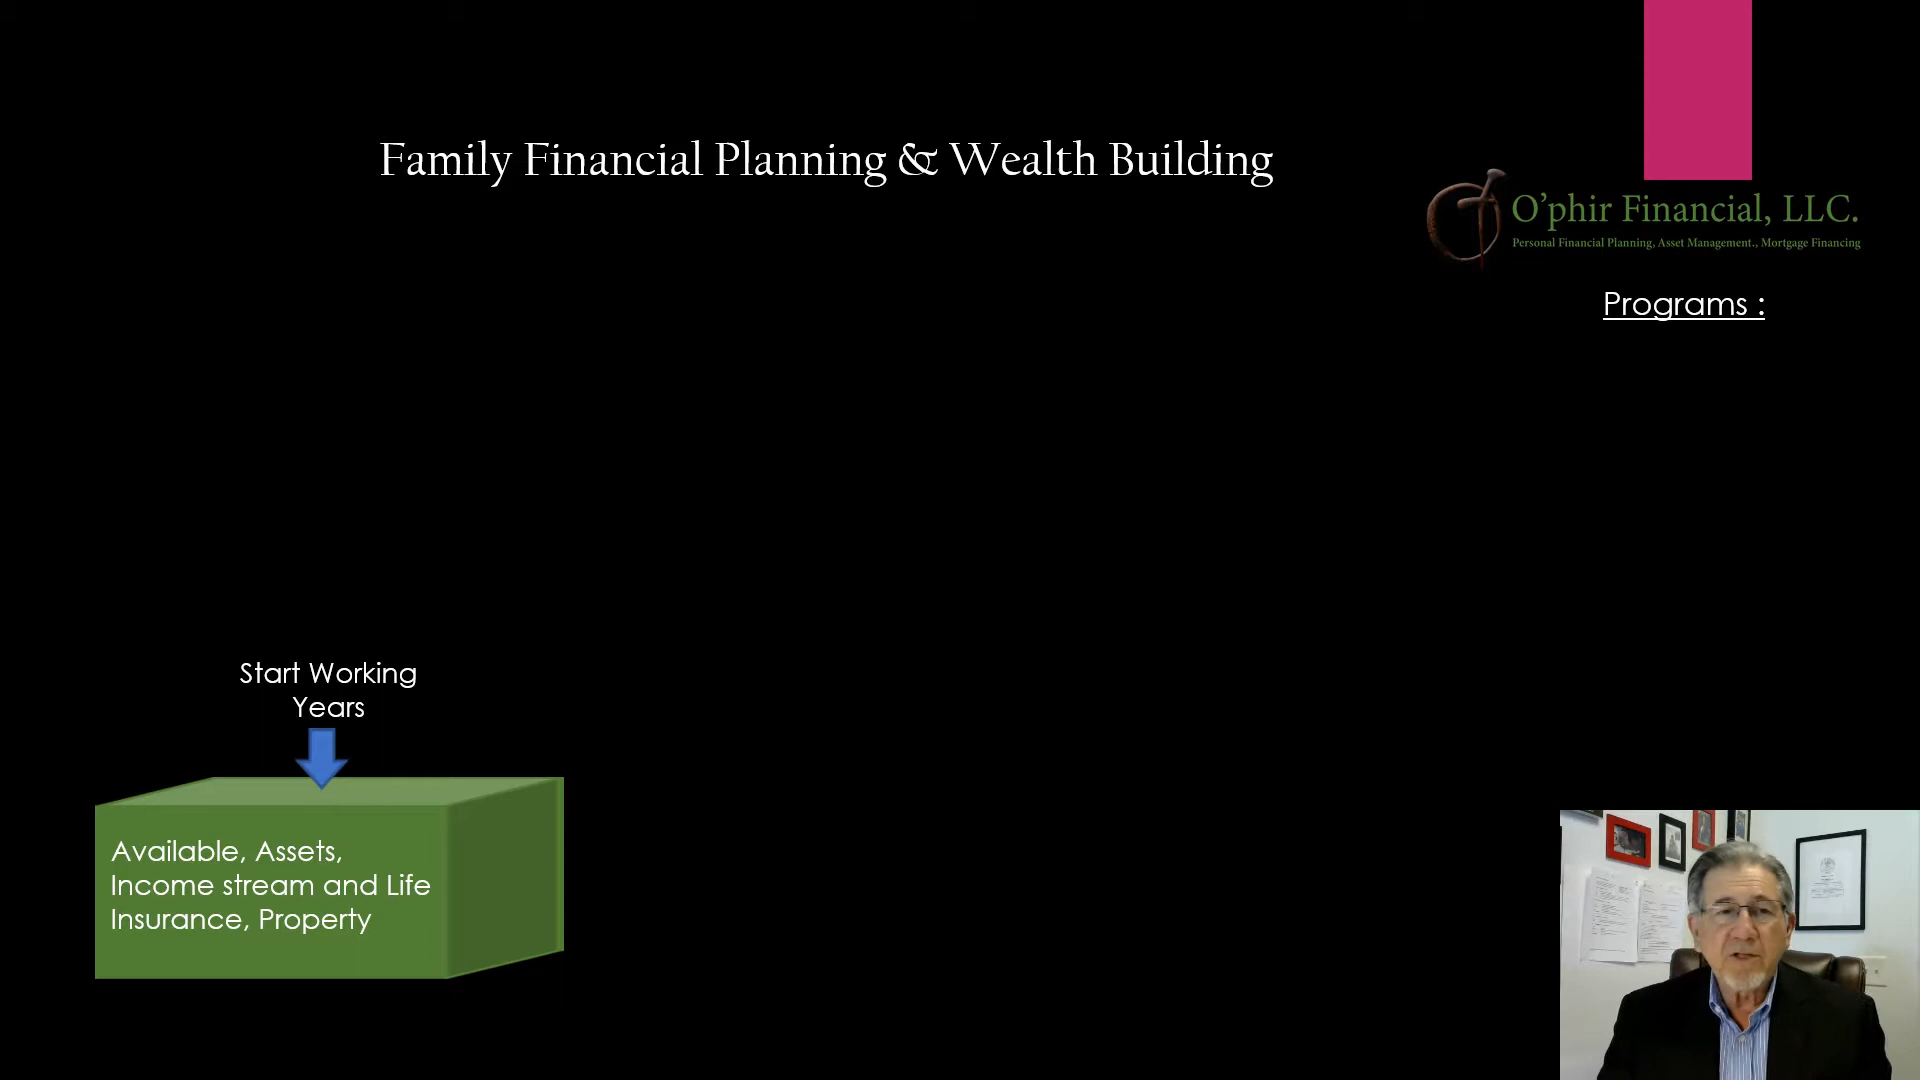 Family Financial Planning & Wealth Building
O'phir Financial, LLC.
Personal Financial Planning, Asset Management., Mortgage Financing
Programs :
Start Working
Years
Available, Assets,
Income stream and Life
Insurance, Property